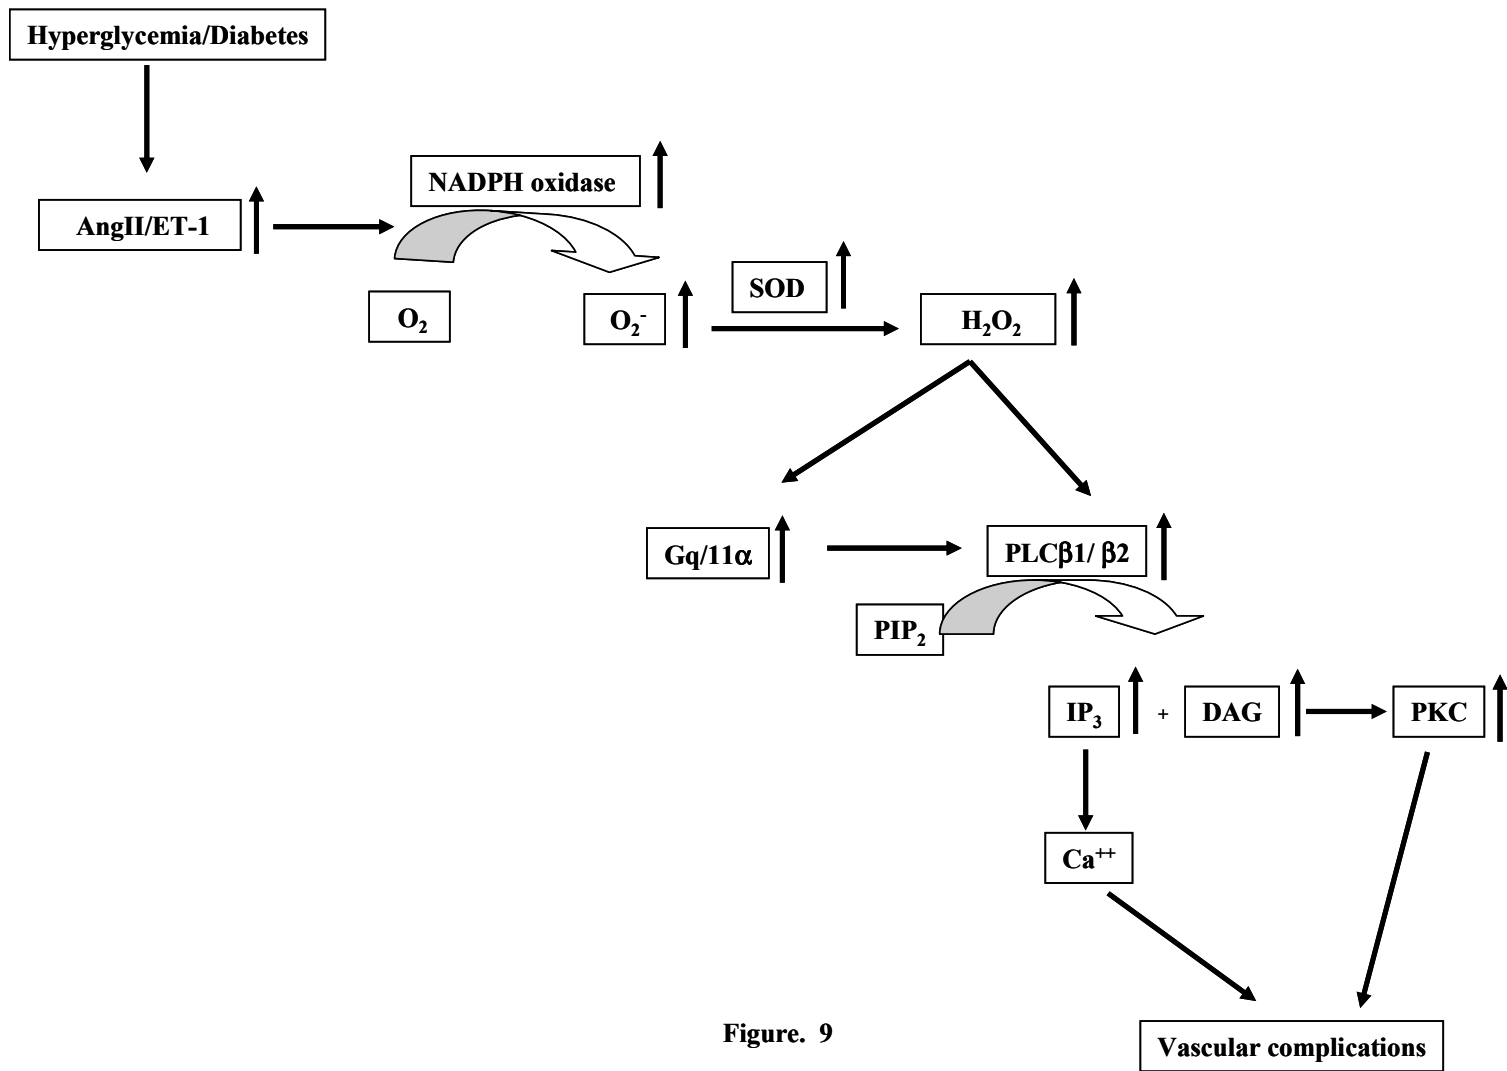 Hyperglycemia/Diabetes
NADPH oxidase
AngII/ET-1
SOD
O₂
O₂⁻
H₂O₂
Gq/11α
PLCβ1/ β2
PIP₂
IP₃ + DAG
PKC
Ca⁺⁺
Figure. 9
Vascular complications